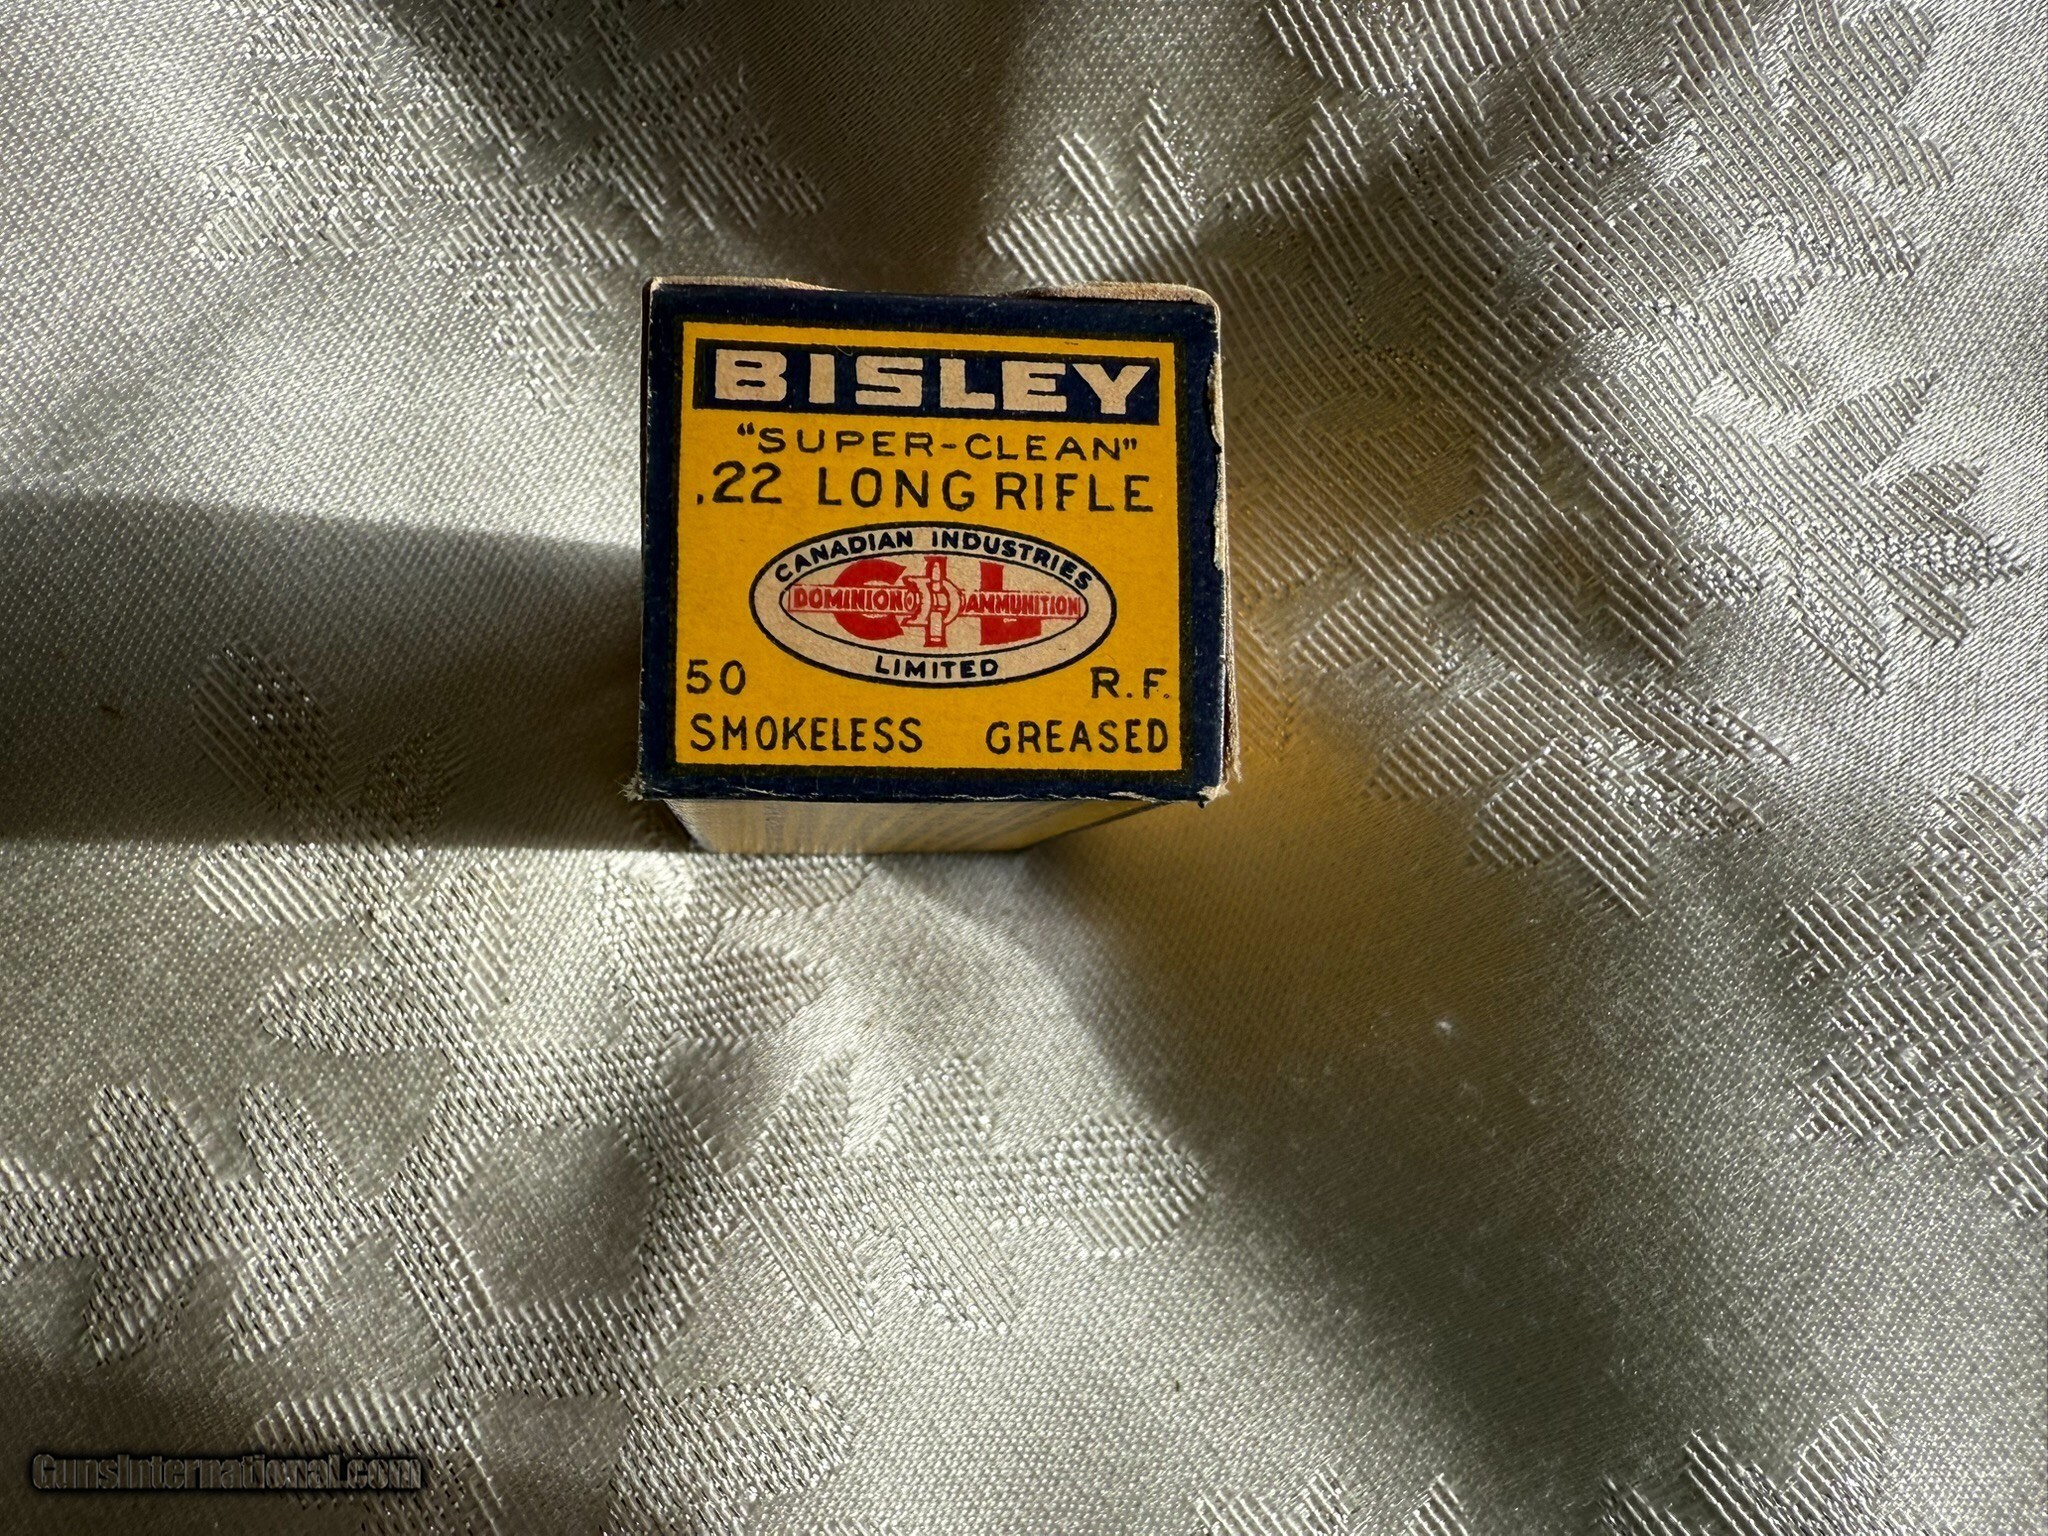 BISLEY
"SUPER-CLEAN"
.22 LONG RIFLE
CANADIAN INDUSTRIES
C I L
DOMINION AMMUNITION
LIMITED
50 R.F.
SMOKELESS GREASED
GunsInternational.com